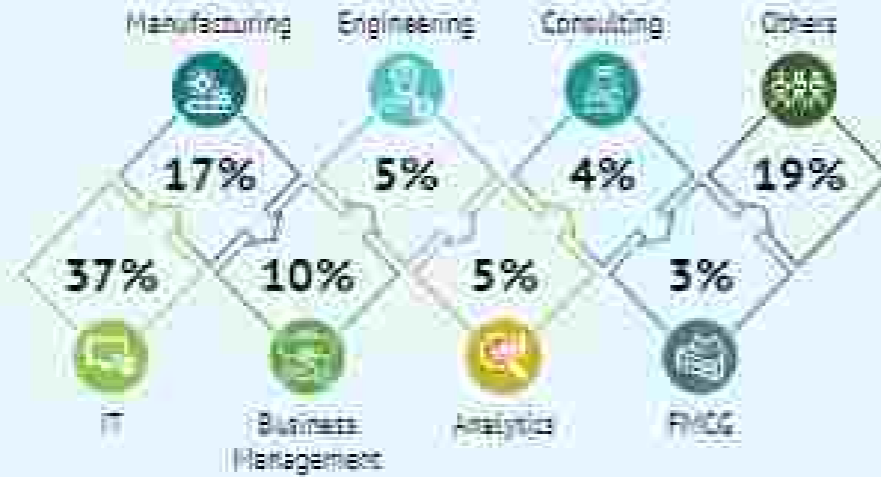 Manufacturing Engineering Consulting Others
17% 5% 4% 19%
37% 10% 5% 3%
IT Business Analytics FMCG
Management